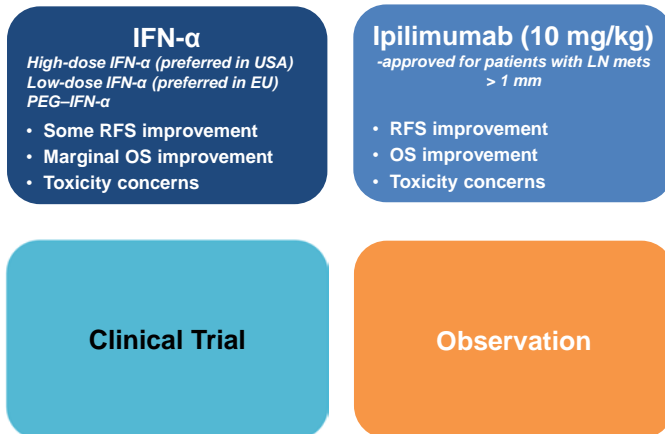 IFN-α
High-dose IFN-α (preferred in USA)
Low-dose IFN-α (preferred in EU)
PEG–IFN-α
• Some RFS improvement
• Marginal OS improvement
• Toxicity concerns
Ipilimumab (10 mg/kg)
-approved for patients with LN mets
> 1 mm
• RFS improvement
• OS improvement
• Toxicity concerns
Clinical Trial
Observation